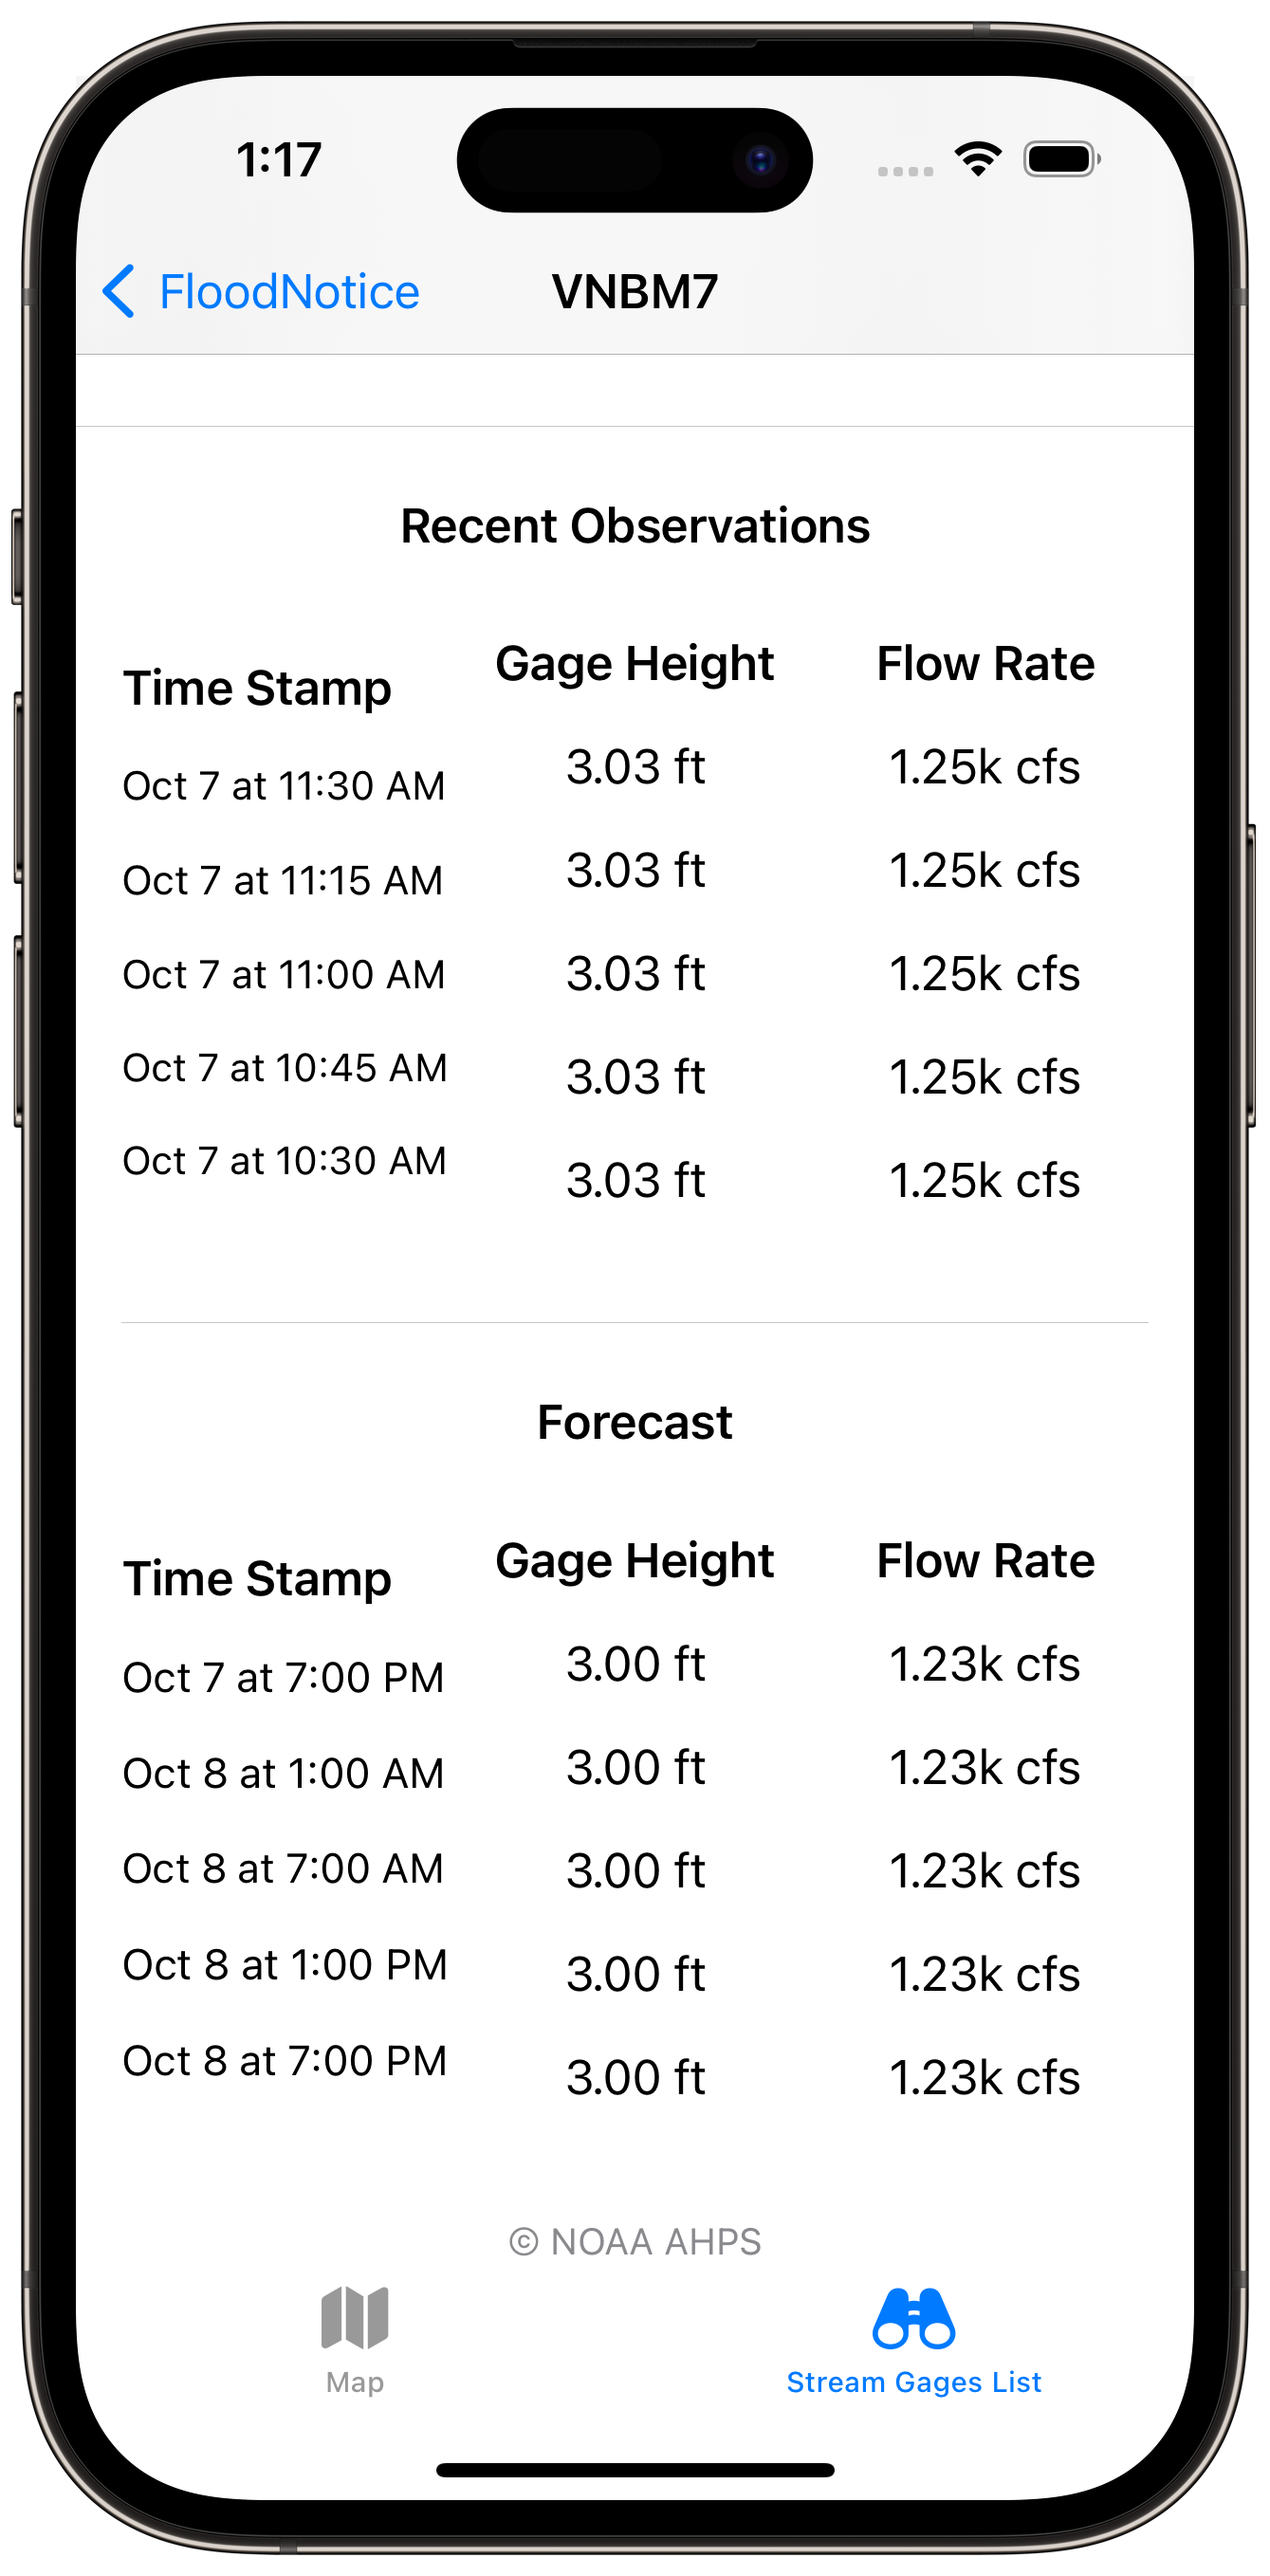 1:17
FloodNotice VNBM7
Recent Observations
Time Stamp Gage Height Flow Rate
Oct 7 at 11:30 AM 3.03 ft 1.25k cfs
Oct 7 at 11:15 AM 3.03 ft 1.25k cfs
Oct 7 at 11:00 AM 3.03 ft 1.25k cfs
Oct 7 at 10:45 AM 3.03 ft 1.25k cfs
Oct 7 at 10:30 AM 3.03 ft 1.25k cfs
Forecast
Time Stamp Gage Height Flow Rate
Oct 7 at 7:00 PM 3.00 ft 1.23k cfs
Oct 8 at 1:00 AM 3.00 ft 1.23k cfs
Oct 8 at 7:00 AM 3.00 ft 1.23k cfs
Oct 8 at 1:00 PM 3.00 ft 1.23k cfs
Oct 8 at 7:00 PM 3.00 ft 1.23k cfs
© NOAA AHPS
Map Stream Gages List